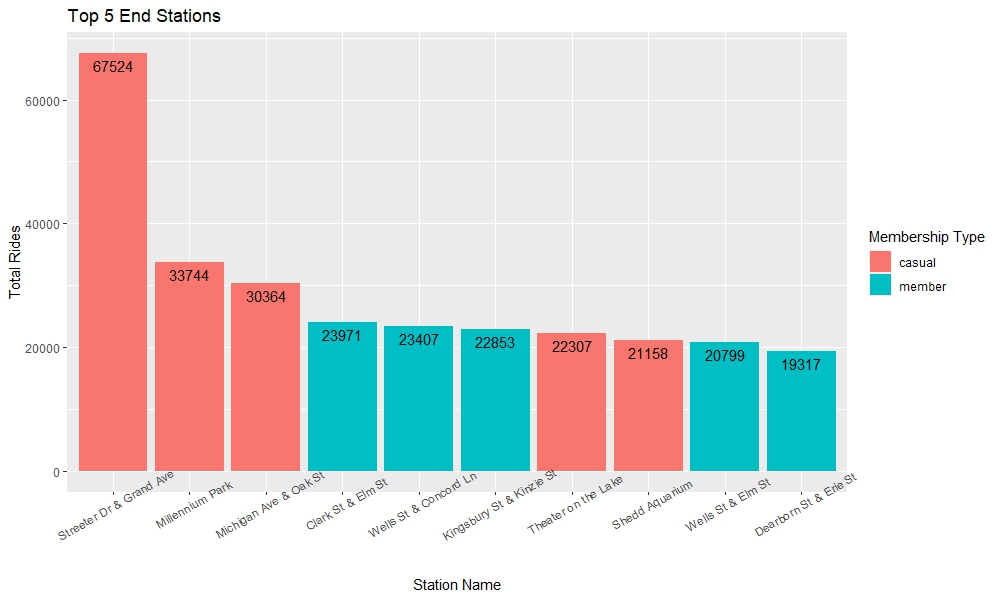 Top 5 End Stations
Total Rides
60000
40000
20000
0
67524
33744
30364
23971
23407
22853
22307
21158
20799
19317
Streeter Dr & Grand Ave
Millennium Park
Michigan Ave & Oak St
Clark St & Elm St
Wells St & Concord Ln
Kingsbury St & Kinzie St
Theater on the Lake
Shedd Aquarium
Wells St & Elm St
Dearborn St & Erie St
Station Name
Membership Type
casual
member